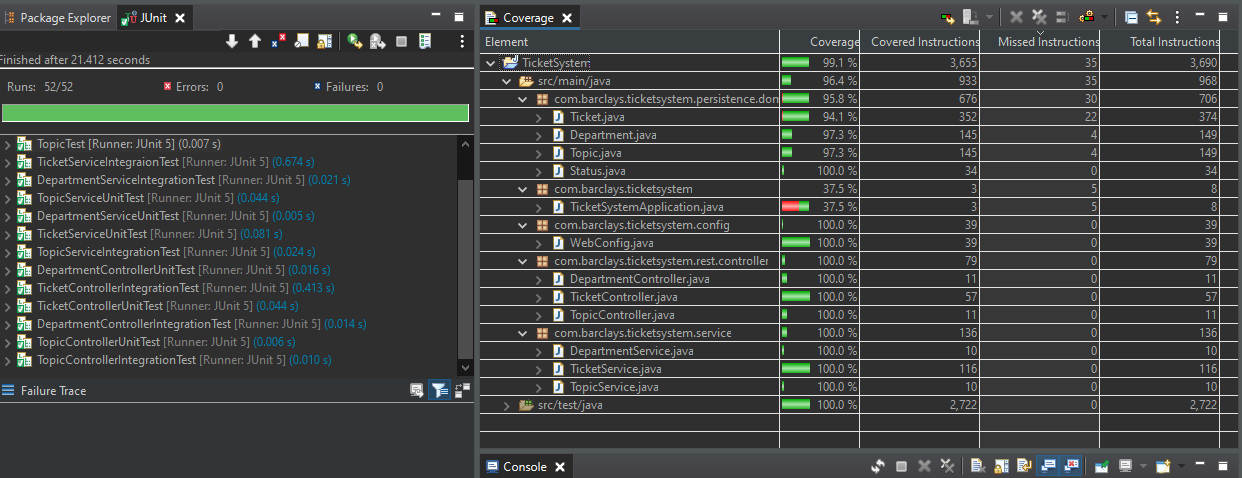 Package Explorer JUnit
Finished after 21.412 seconds
Runs: 52/52 Errors: 0 Failures: 0
TopicTest [Runner: JUnit 5] (0.007 s)
TicketServiceIntegraionTest [Runner: JUnit 5] (0.674 s)
DepartmentServiceIntegrationTest [Runner: JUnit 5] (0.021 s)
TopicServiceUnitTest [Runner: JUnit 5] (0.044 s)
DepartmentServiceUnitTest [Runner: JUnit 5] (0.005 s)
TicketServiceUnitTest [Runner: JUnit 5] (0.081 s)
TopicServiceIntegrationTest [Runner: JUnit 5] (0.024 s)
DepartmentControllerUnitTest [Runner: JUnit 5] (0.016 s)
TicketControllerIntegrationTest [Runner: JUnit 5] (0.413 s)
TicketControllerUnitTest [Runner: JUnit 5] (0.044 s)
DepartmentControllerIntegrationTest [Runner: JUnit 5] (0.014 s)
TopicControllerUnitTest [Runner: JUnit 5] (0.006 s)
TopicControllerIntegrationTest [Runner: JUnit 5] (0.010 s)
Failure Trace
Coverage
Element Coverage Covered Instructions Missed Instructions Total Instructions
TicketSystem 99.1 % 3,655 35 3,690
src/main/java 96.4 % 933 35 968
com.barclays.ticketsystem.persistence.don 95.8 % 676 30 706
Ticket.java 94.1 % 352 22 374
Department.java 97.3 % 145 4 149
Topic.java 97.3 % 145 4 149
Status.java 100.0 % 34 0 34
com.barclays.ticketsystem 37.5 % 3 5 8
TicketSystemApplication.java 37.5 % 3 5 8
com.barclays.ticketsystem.config 100.0 % 39 0 39
WebConfig.java 100.0 % 39 0 39
com.barclays.ticketsystem.rest.controller 100.0 % 79 0 79
DepartmentController.java 100.0 % 11 0 11
TicketController.java 100.0 % 57 0 57
TopicController.java 100.0 % 11 0 11
com.barclays.ticketsystem.service 100.0 % 136 0 136
DepartmentService.java 100.0 % 10 0 10
TicketService.java 100.0 % 116 0 116
TopicService.java 100.0 % 10 0 10
src/test/java 100.0 % 2,722 0 2,722
Console